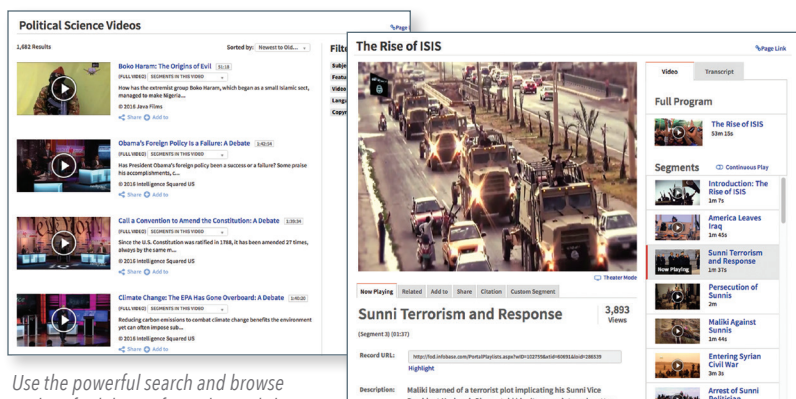 Political Science Videos
Page
1,682 Results
Sorted by: Newest to Old...
Boko Haram: The Origins of Evil 51:18
(FULL VIDEO) SEGMENTS IN THIS VIDEO
How has the extremist group Boko Haram, which began as a small Islamic sect,
managed to make Nigeria...
© 2016 Java Films
Share Add to
Obama's Foreign Policy Is a Failure: A Debate 1:42:54
(FULL VIDEO) SEGMENTS IN THIS VIDEO
Has President Obama's foreign policy been a success or a failure? Some praise
his accomplishments, c...
© 2016 Intelligence Squared US
Share Add to
Call a Convention to Amend the Constitution: A Debate
(FULL VIDEO) SEGMENTS IN THIS VIDEO
Since the U.S. Constitution was ratified in 1788, it has been amended 27 times,
always by the same m...
© 2016 Intelligence Squared US
Share Add to
Climate Change: The EPA Has Gone Overboard: A Debate
(FULL VIDEO) SEGMENTS IN THIS VIDEO
Reducing carbon emissions to combat climate change benefits the environment
yet can often impose sub...
© 2016 Intelligence Squared US
Share Add to
Use the powerful search and browse
The Rise of ISIS
Page Link
Theater Mode
Now Playing Related Add to Share Citation Custom Segment
Sunni Terrorism and Response
3,893
Views
(Segment 3) (01:37)
Record URL:
Highlight
Description: Maliki learned of a terrorist plot implicating his Sunni Vice
Video Transcript
Full Program
The Rise of ISIS
53m 15s
Segments Continuous Play
Introduction: The
Rise of ISIS
1m 7s
America Leaves
Iraq
1m 45s
Sunni Terrorism
and Response
Now Playing
1m 37s
Persecution of
Sunnis
2m
Maliki Against
Sunnis
1m 44s
Entering Syrian
Civil War
3m 3s
Arrest of Sunni
Politician